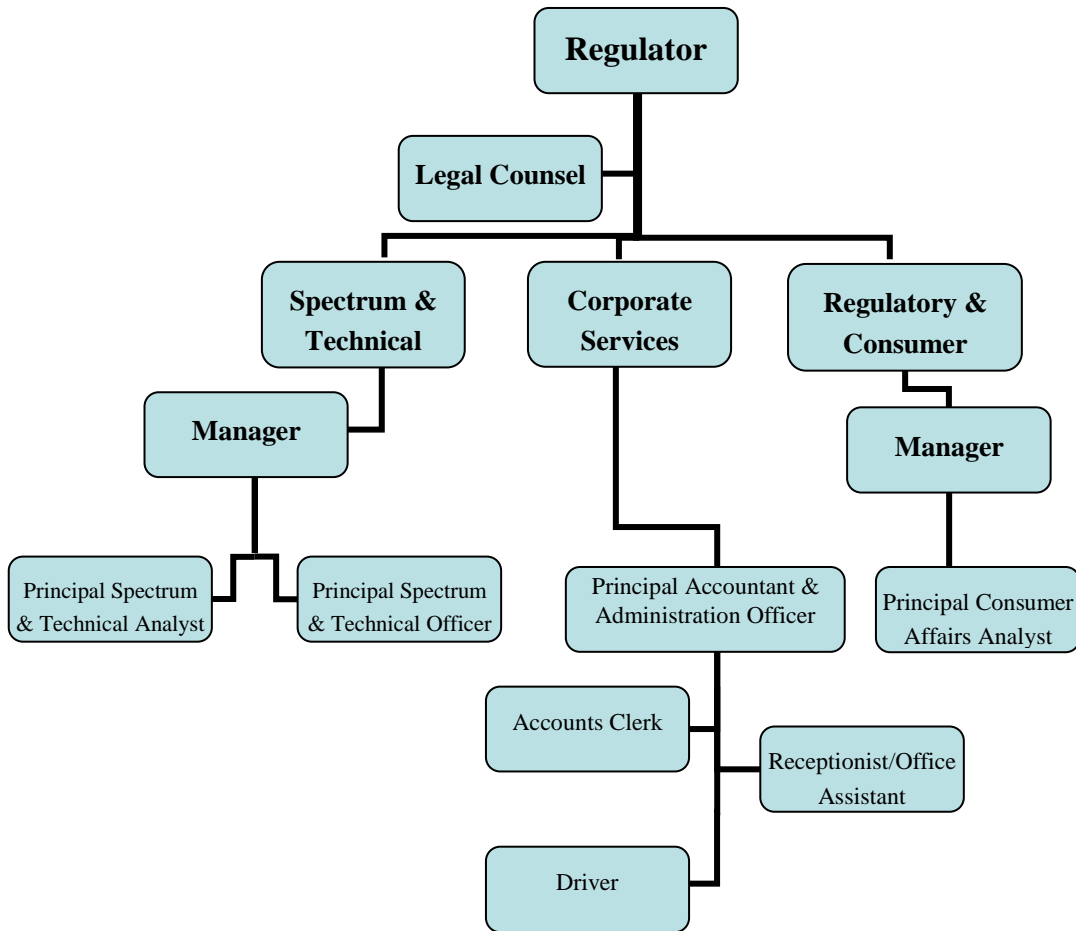 Regulator
Legal Counsel
Spectrum &
Technical
Corporate
Services
Regulatory &
Consumer
Manager
Manager
Principal Spectrum
& Technical Analyst
Principal Spectrum
& Technical Officer
Principal Accountant &
Administration Officer
Principal Consumer
Affairs Analyst
Accounts Clerk
Receptionist/Office
Assistant
Driver